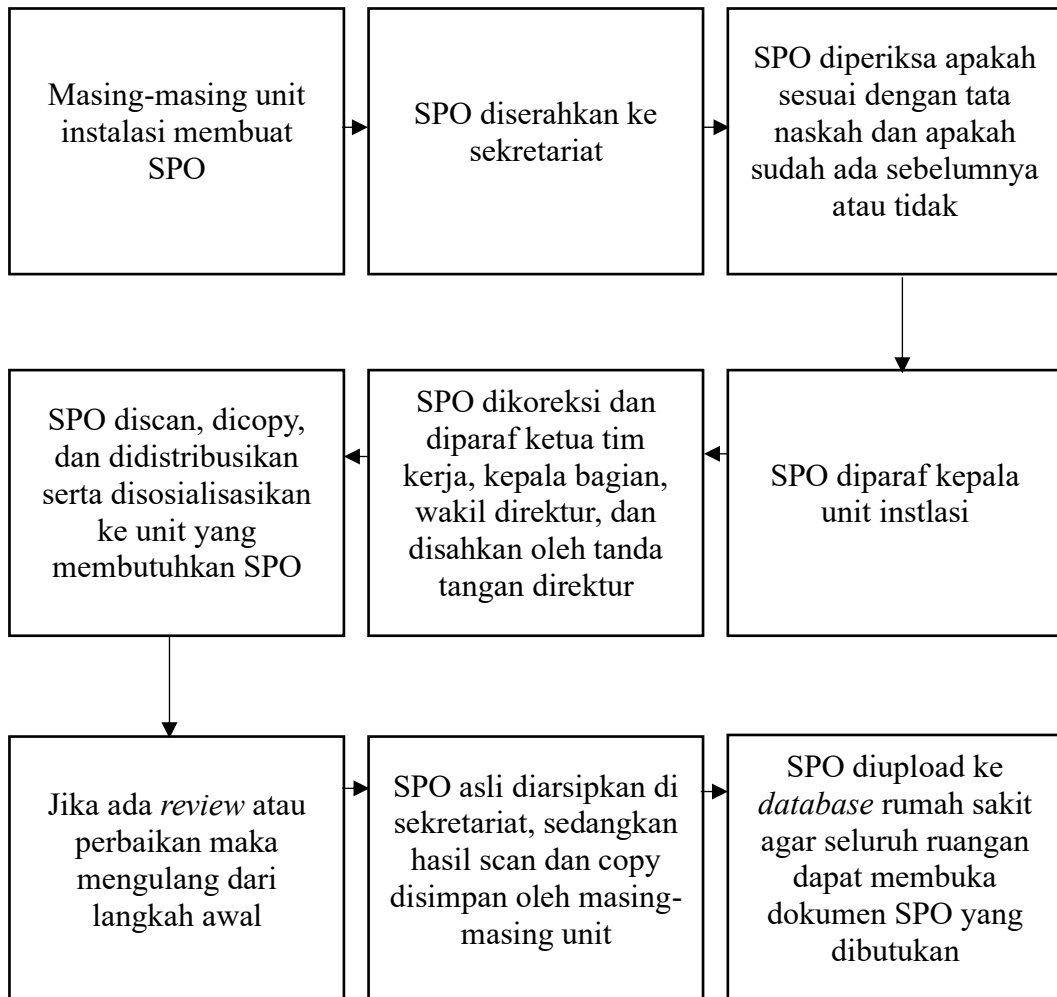 Masing-masing unit
instalasi membuat
SPO
SPO diserahkan ke
sekretariat
SPO diperiksa apakah
sesuai dengan tata
naskah dan apakah
sudah ada sebelumnya
atau tidak
SPO diparaf kepala
unit instlasi
SPO dikoreksi dan
diparaf ketua tim
kerja, kepala bagian,
wakil direktur, dan
disahkan oleh tanda
tangan direktur
SPO discan, dicopy,
dan didistribusikan
serta disosialisasikan
ke unit yang
membutuhkan SPO
Jika ada review atau
perbaikan maka
mengulang dari
langkah awal
SPO asli diarsipkan di
sekretariat, sedangkan
hasil scan dan copy
disimpan oleh masing-
masing unit
SPO diupload ke
database rumah sakit
agar seluruh ruangan
dapat membuka
dokumen SPO yang
dibutukan